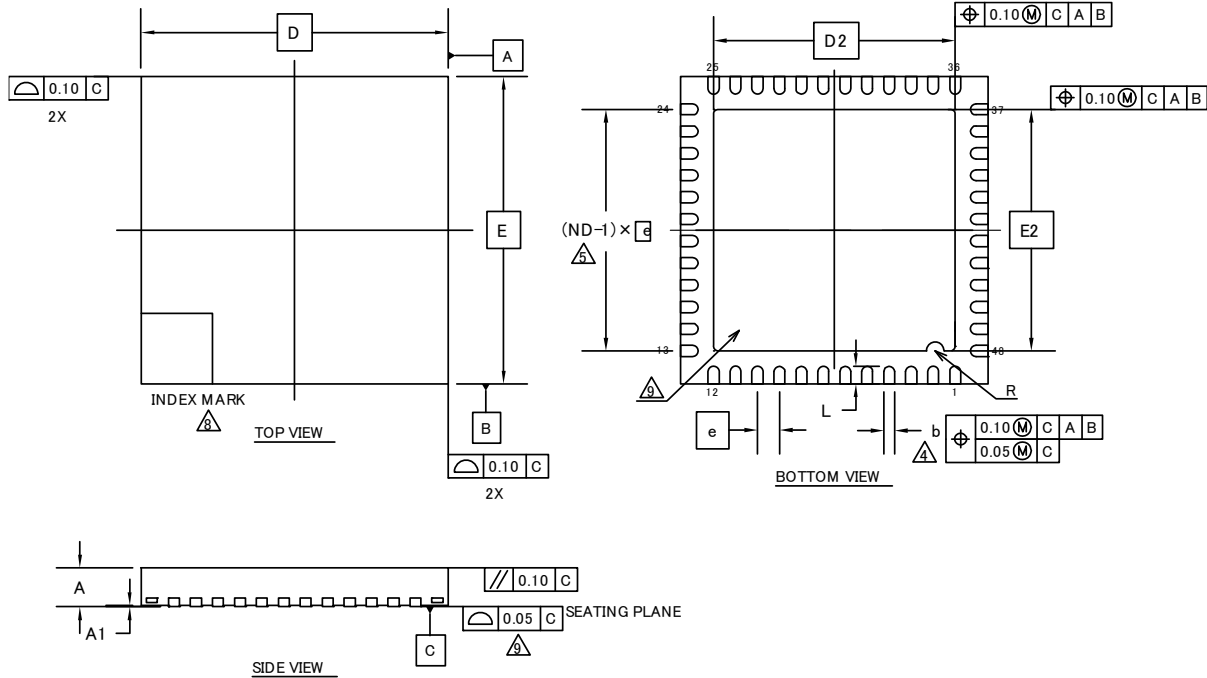 D
A
0.10 C
2X
E
INDEX MARK
8
TOP VIEW
B
0.10 C
2X
0.10 Ⓜ C A B
D2
25
36
0.10 Ⓜ C A B
24
37
(ND-1)× e
5
E2
13
48
9
12
1
R
L
e
b
4
0.10 Ⓜ C A B
0.05 Ⓜ C
BOTTOM VIEW
A
// 0.10 C
A1
0.05 C
SEATING PLANE
9
C
SIDE VIEW